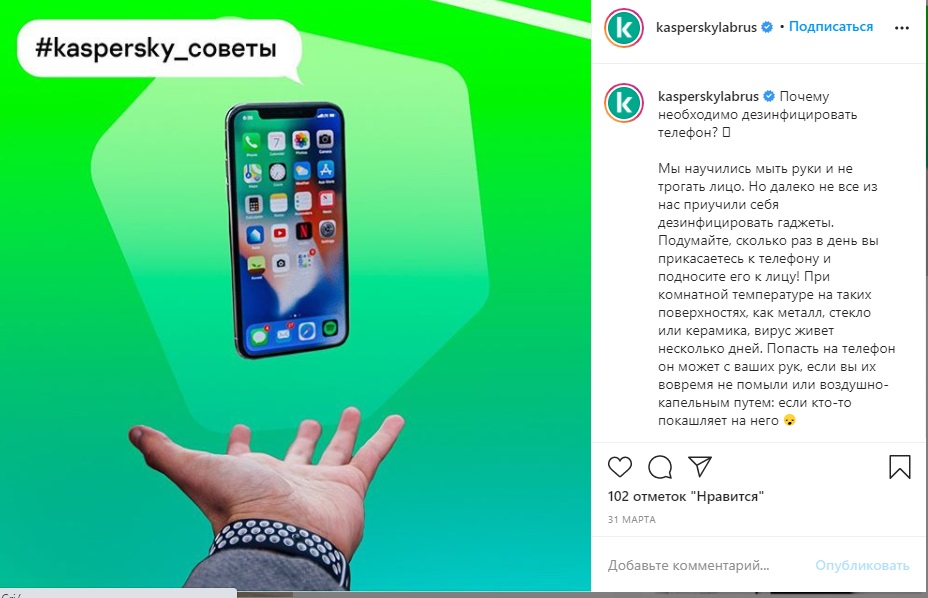 #kaspersky_советы
kasperskylabrus • Подписаться
kasperskylabrus Почему
необходимо дезинфицировать
телефон?
Мы научились мыть руки и не
трогать лицо. Но далеко не все из
нас приучили себя
дезинфицировать гаджеты.
Подумайте, сколько раз в день вы
прикасаетесь к телефону и
подносите его к лицу! При
комнатной температуре на таких
поверхностях, как металл, стекло
или керамика, вирус живет
несколько дней. Попасть на телефон
он может с ваших рук, если вы их
вовремя не помыли или воздушно-
капельным путем: если кто-то
покашляет на него
102 отметок "Нравится"
31 МАРТА
Добавьте комментарий... Опубликовать